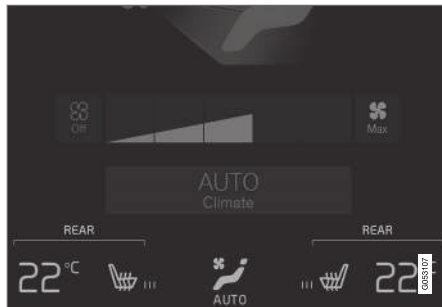 Off
Max
AUTO
Climate
REAR
REAR
22°C
AUTO
22°C
G053107